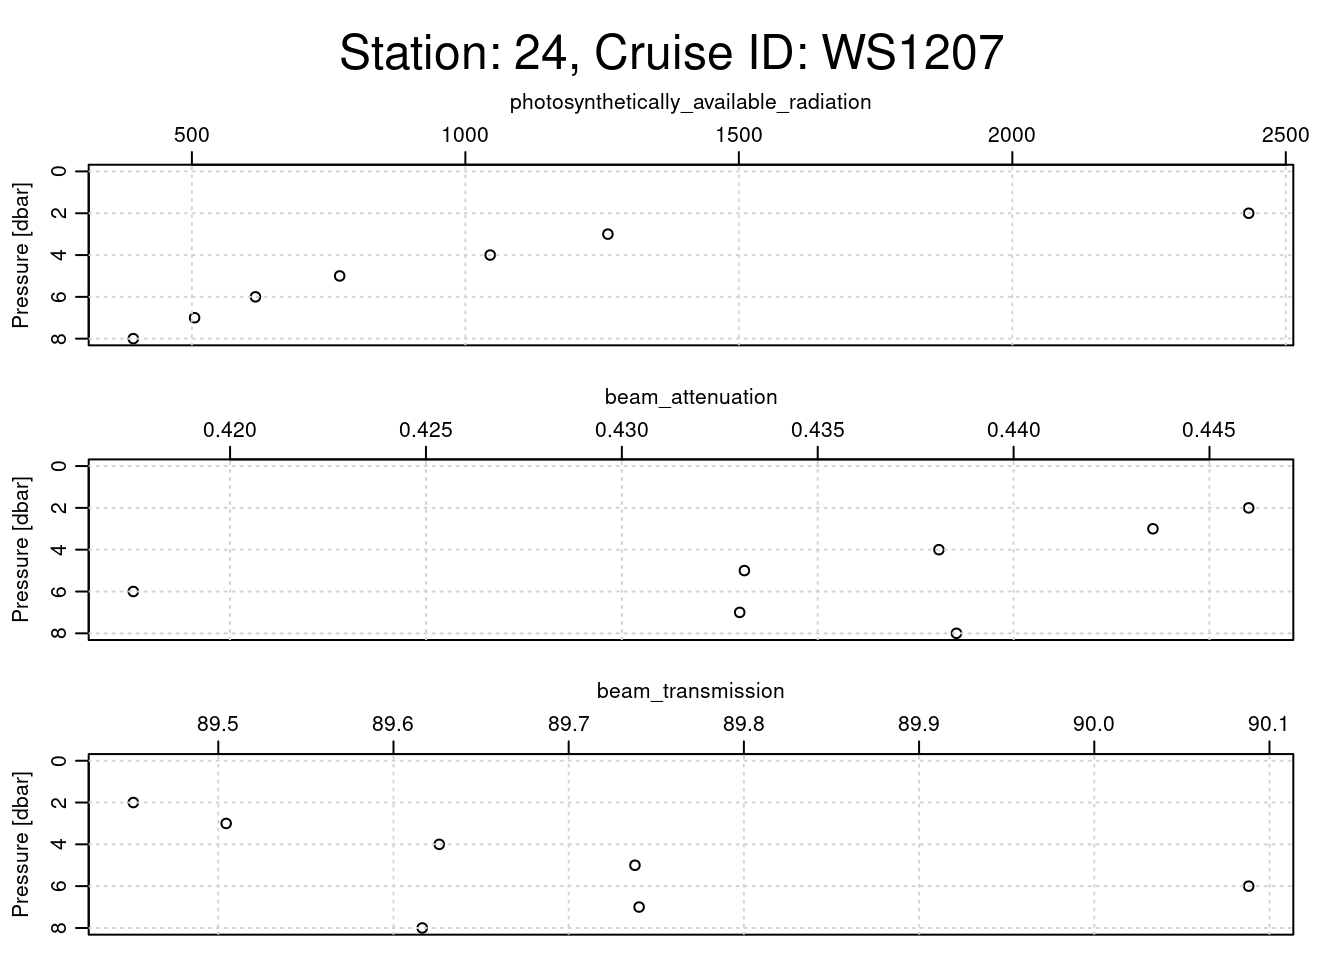 Station: 24, Cruise ID: WS1207
photosynthetically_available_radiation
500 1000 1500 2000 2500
Pressure [dbar]
0
2
4
6
8
beam_attenuation
0.420 0.425 0.430 0.435 0.440 0.445
Pressure [dbar]
0
2
4
6
8
beam_transmission
89.5 89.6 89.7 89.8 89.9 90.0 90.1
Pressure [dbar]
0
2
4
6
8